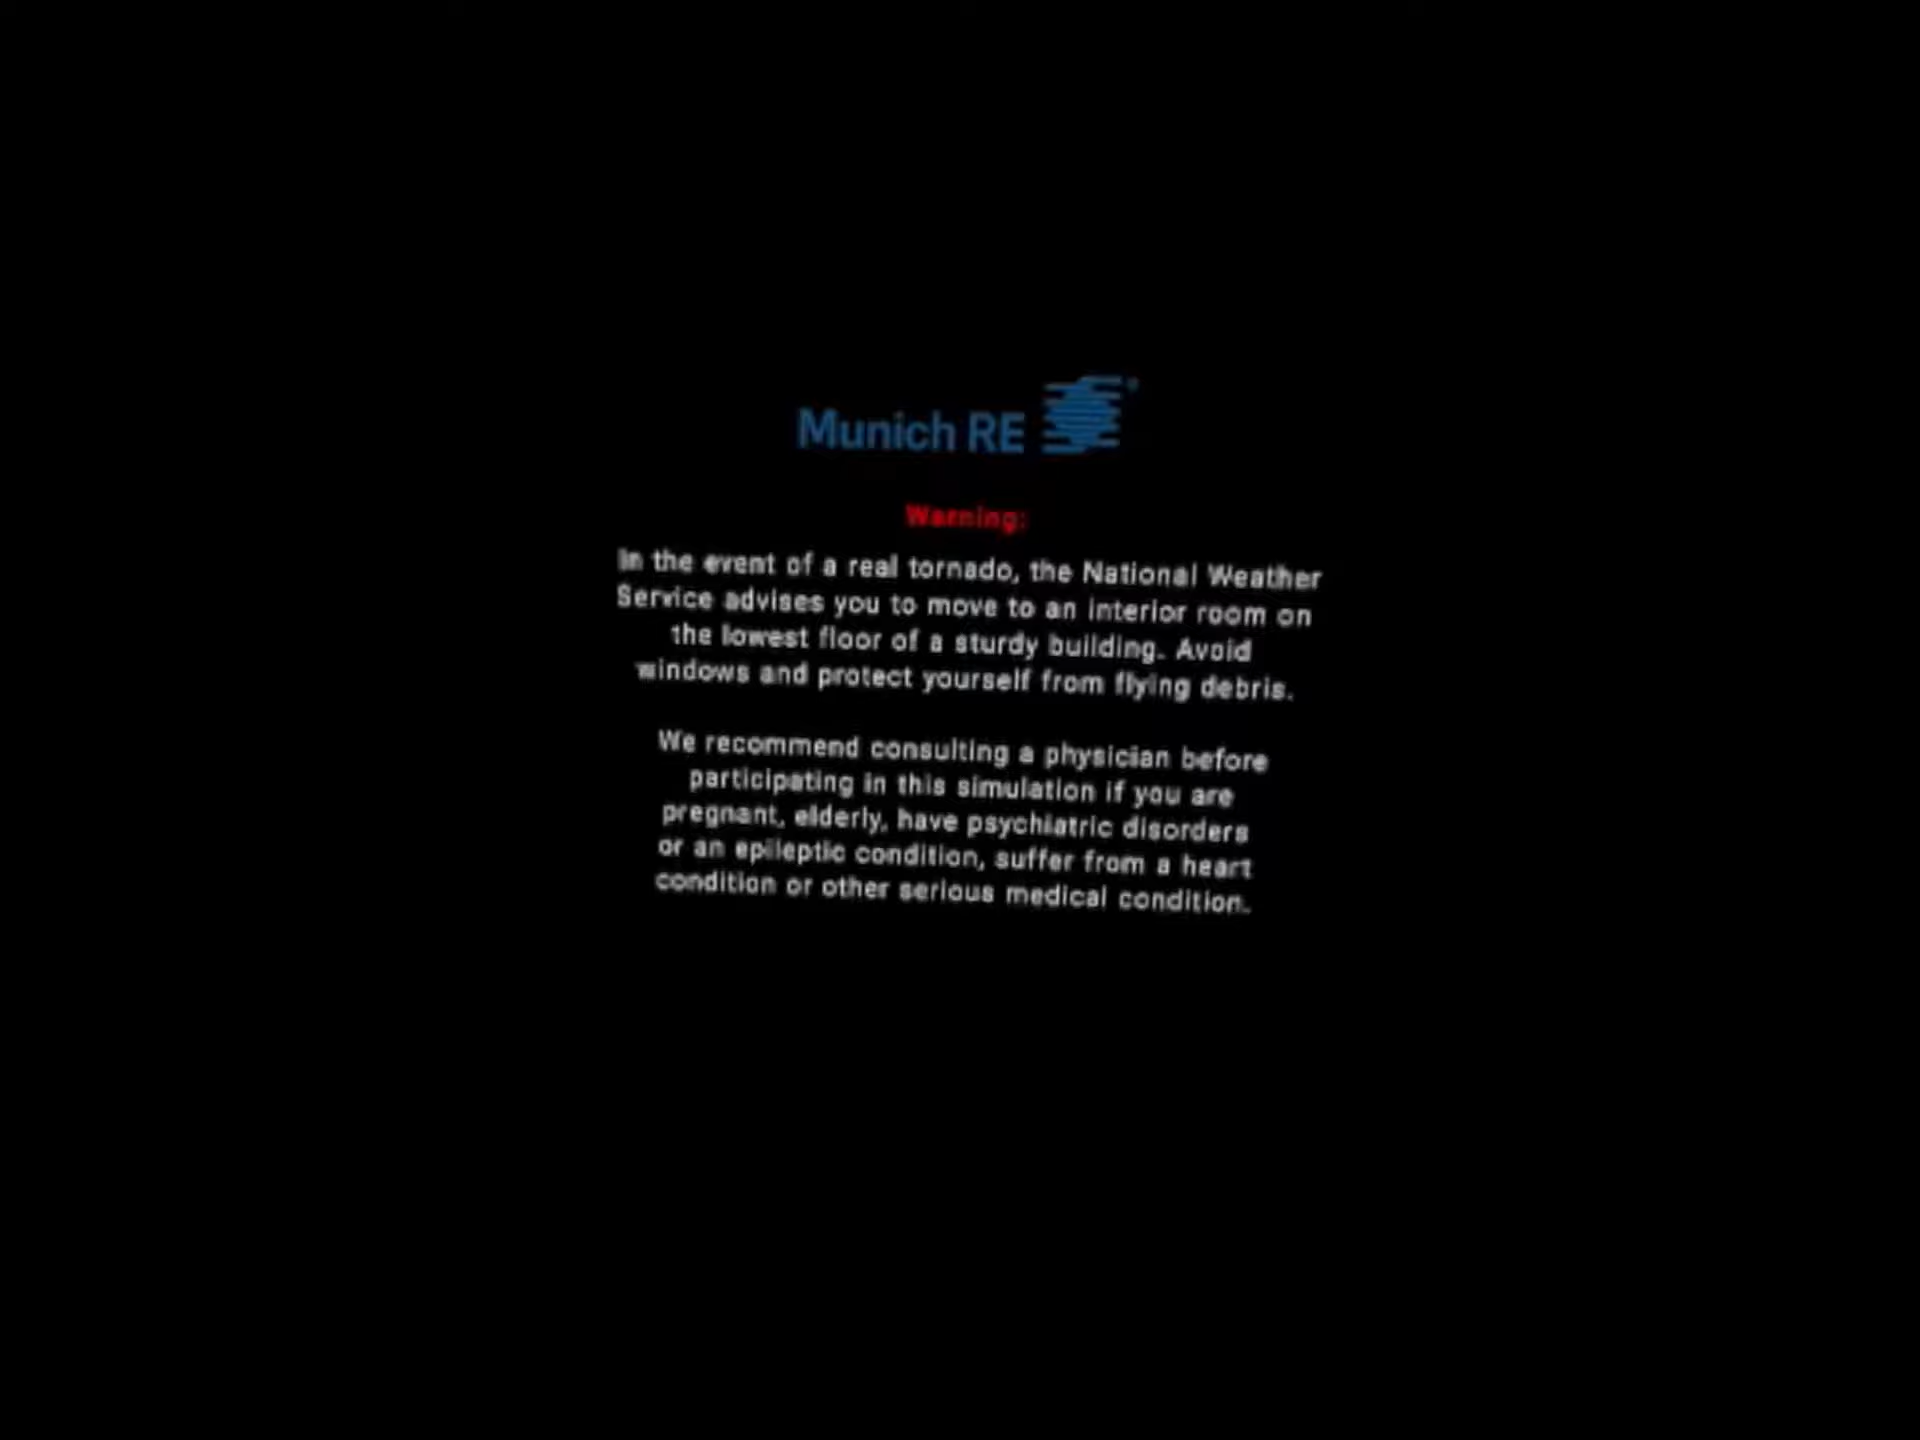 Munich RE
Warning:
In the event of a real tornado, the National Weather
Service advises you to move to an interior room on
the lowest floor of a sturdy building. Avoid
windows and protect yourself from flying debris.
We recommend consulting a physician before
participating in this simulation if you are
pregnant, elderly, have psychiatric disorders
or an epileptic condition, suffer from a heart
condition or other serious medical condition.